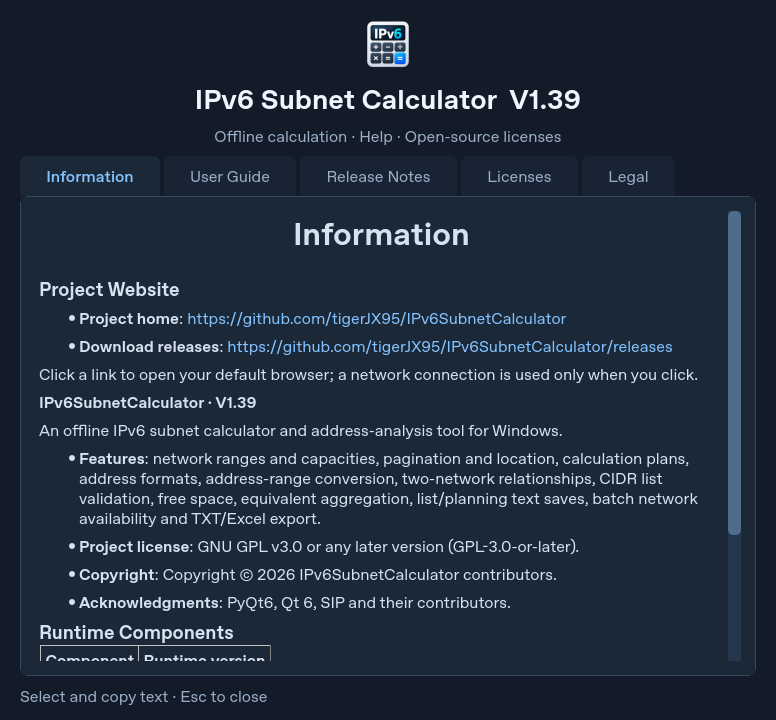 IPv6
IPv6 Subnet Calculator V1.39
Offline calculation · Help · Open-source licenses
Information
User Guide
Release Notes
Licenses
Legal
Information
Project Website
• Project home: https://github.com/tigerJX95/IPv6SubnetCalculator
• Download releases: https://github.com/tigerJX95/IPv6SubnetCalculator/releases
Click a link to open your default browser; a network connection is used only when you click.
IPv6SubnetCalculator · V1.39
An offline IPv6 subnet calculator and address-analysis tool for Windows.
• Features: network ranges and capacities, pagination and location, calculation plans,
address formats, address-range conversion, two-network relationships, CIDR list
validation, free space, equivalent aggregation, list/planning text saves, batch network
availability and TXT/Excel export.
• Project license: GNU GPL v3.0 or any later version (GPL-3.0-or-later).
• Copyright: Copyright © 2026 IPv6SubnetCalculator contributors.
• Acknowledgments: PyQt6, Qt 6, SIP and their contributors.
Runtime Components
Component
Runtime version
Select and copy text · Esc to close